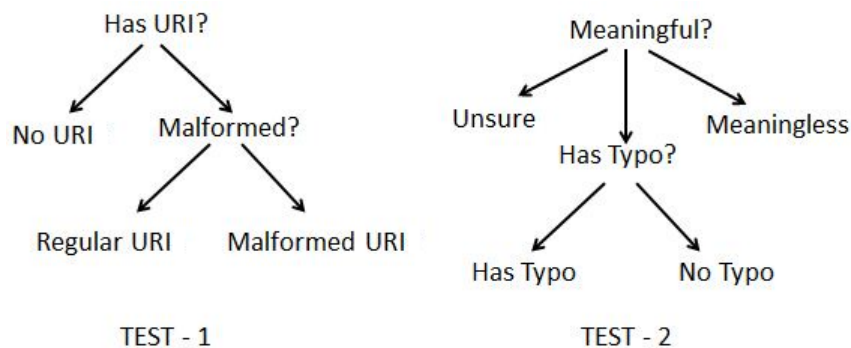 Has URI?
No URI
Malformed?
Regular URI
Malformed URI
TEST - 1
Meaningful?
Unsure
Meaningless
Has Typo?
Has Typo
No Typo
TEST - 2